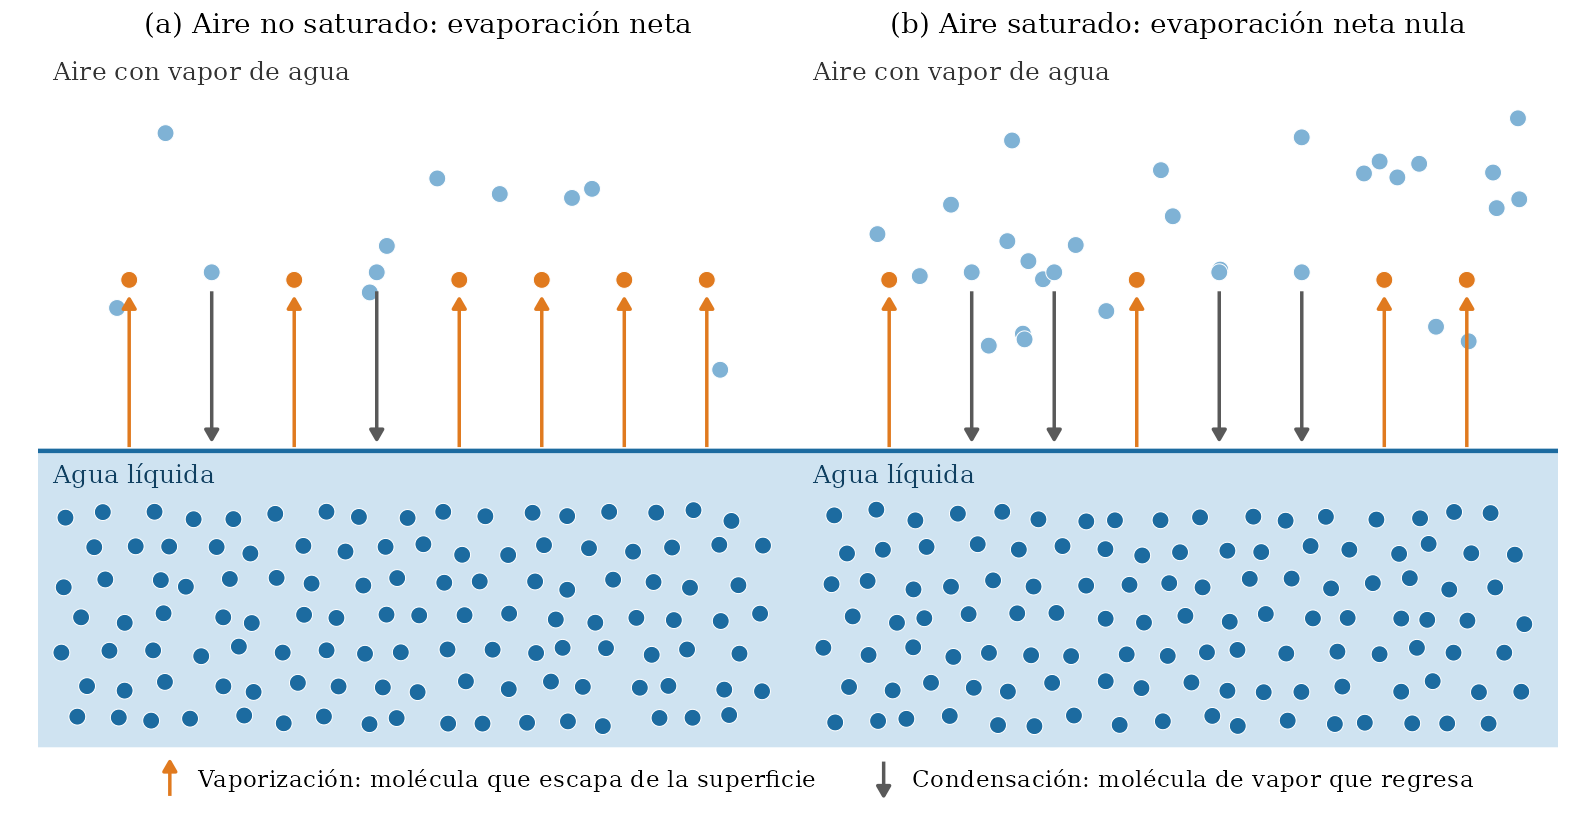 (a) Aire no saturado: evaporación neta
(b) Aire saturado: evaporación neta nula
Aire con vapor de agua
Aire con vapor de agua
Agua líquida
Agua líquida
Vaporización: molécula que escapa de la superficie
Condensación: molécula de vapor que regresa